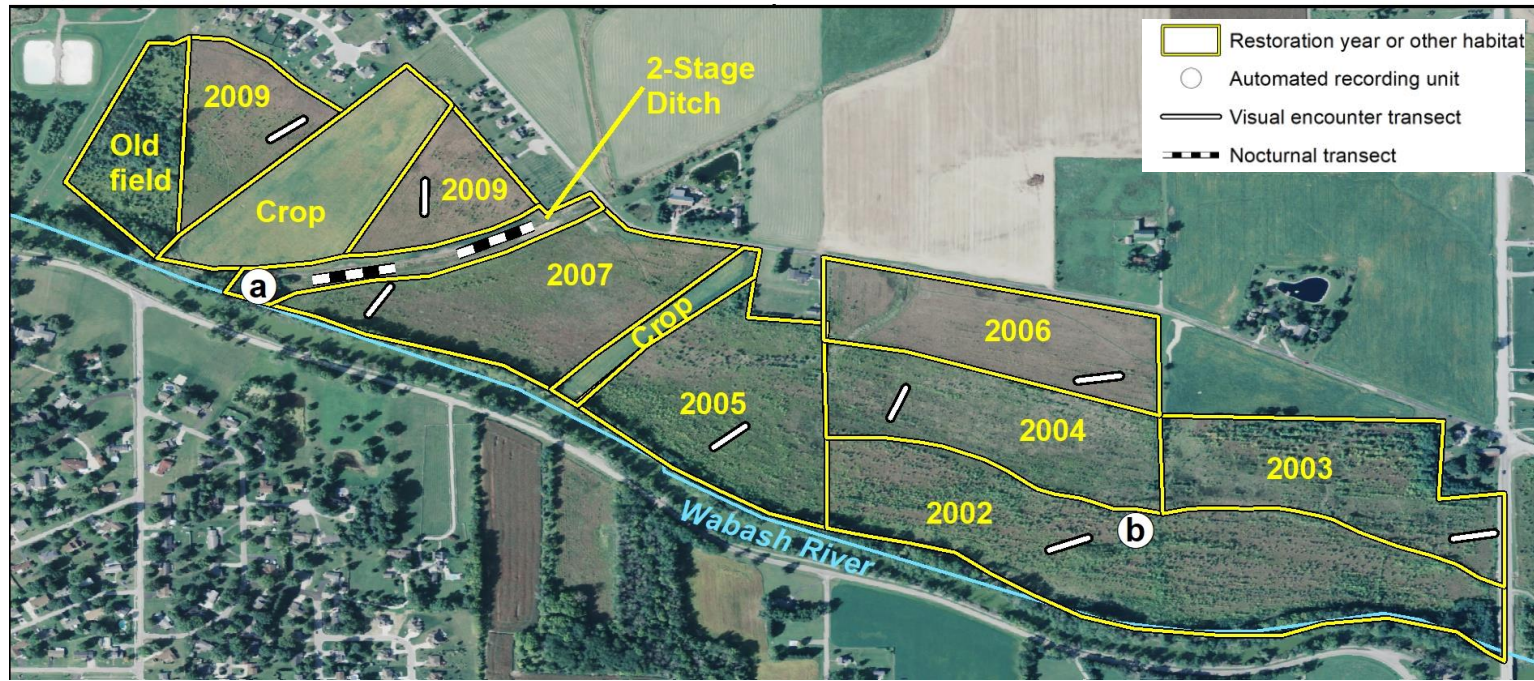 Restoration year or other habitat
Automated recording unit
Visual encounter transect
Nocturnal transect
2-Stage
Ditch
2009
Old
field
Crop
2009
a
2007
Crop
2006
2005
2004
2003
2002
b
Wabash River